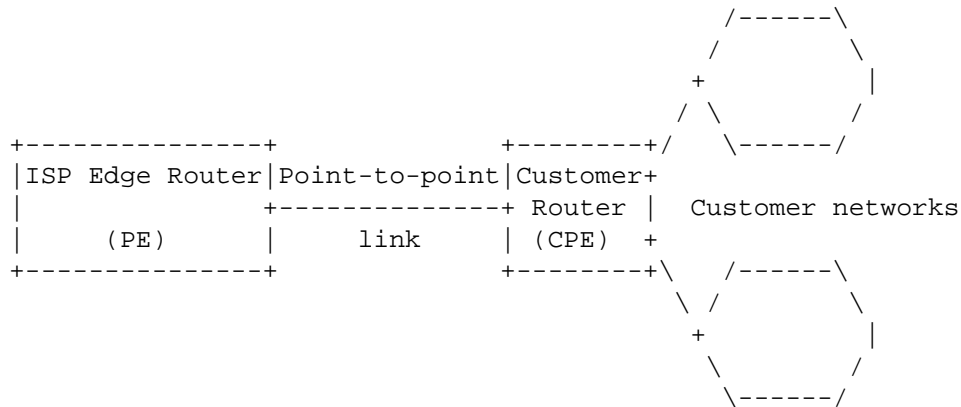 ISP Edge Router Point-to-point Customer
Router Customer networks
(PE) link (CPE)